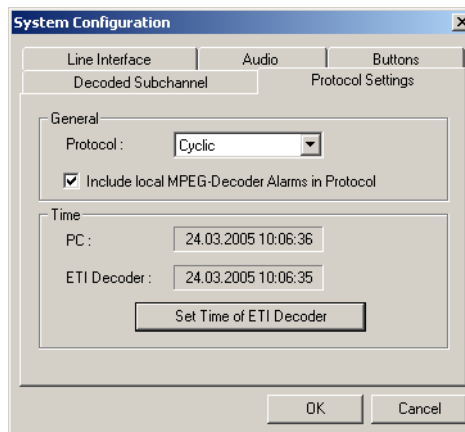 System Configuration
Line Interface
Audio
Buttons
Decoded Subchannel
Protocol Settings
General
Protocol :
Cyclic
Include local MPEG-Decoder Alarms in Protocol
Time
PC :
24.03.2005 10:06:36
ETI Decoder :
24.03.2005 10:06:35
Set Time of ETI Decoder
OK
Cancel